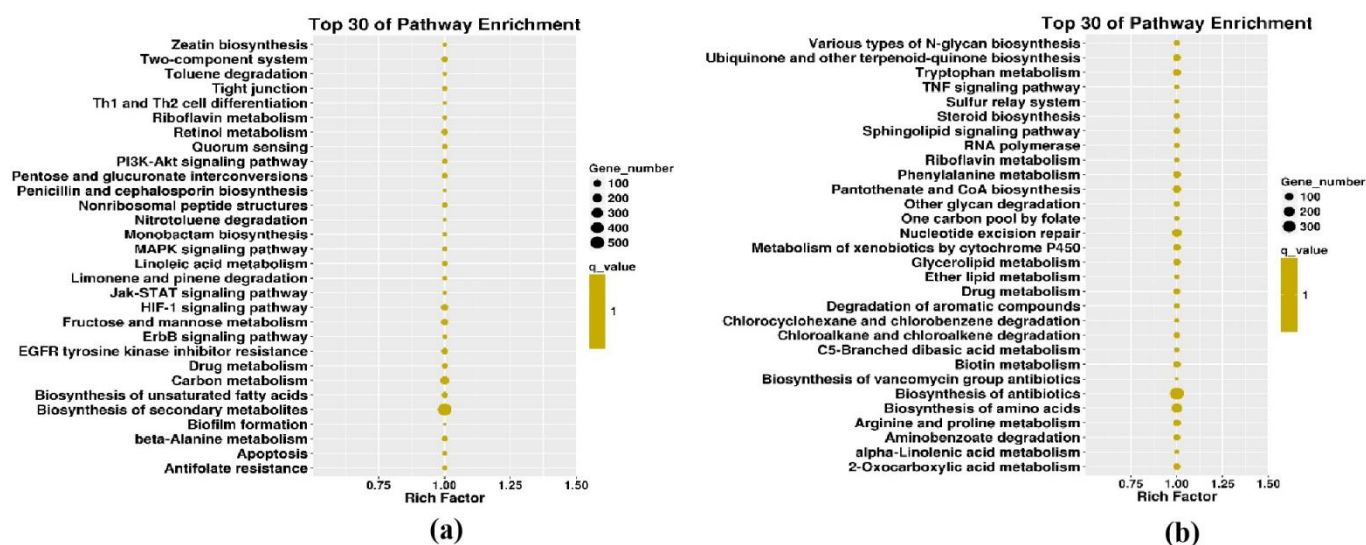 Top 30 of Pathway Enrichment
Zeatin biosynthesis
Two-component system
Toluene degradation
Tight junction
Th1 and Th2 cell differentiation
Riboflavin metabolism
Retinol metabolism
Quorum sensing
PI3K-Akt signaling pathway
Pentose and glucuronate interconversions
Penicillin and cephalosporin biosynthesis
Nonribosomal peptide structures
Nitrotoluene degradation
Monobactam biosynthesis
MAPK signaling pathway
Linoleic acid metabolism
Limonene and pinene degradation
Jak-STAT signaling pathway
HIF-1 signaling pathway
Fructose and mannose metabolism
ErbB signaling pathway
EGFR tyrosine kinase inhibitor resistance
Drug metabolism
Carbon metabolism
Biosynthesis of unsaturated fatty acids
Biosynthesis of secondary metabolites
Biofilm formation
beta-Alanine metabolism
Apoptosis
Antifolate resistance
0.75 1.00 1.25 1.50
Rich Factor
Gene_number
100
200
300
400
500
q_value
1
(a)
Top 30 of Pathway Enrichment
Various types of N-glycan biosynthesis
Ubiquinone and other terpenoid-quinone biosynthesis
Tryptophan metabolism
TNF signaling pathway
Sulfur relay system
Steroid biosynthesis
Sphingolipid signaling pathway
RNA polymerase
Riboflavin metabolism
Phenylalanine metabolism
Pantothenate and CoA biosynthesis
Other glycan degradation
One carbon pool by folate
Nucleotide excision repair
Metabolism of xenobiotics by cytochrome P450
Glycerolipid metabolism
Ether lipid metabolism
Drug metabolism
Degradation of aromatic compounds
Chlorocyclohexane and chlorobenzene degradation
Chloroalkane and chloroalkene degradation
C5-Branched dibasic acid metabolism
Biotin metabolism
Biosynthesis of vancomycin group antibiotics
Biosynthesis of antibiotics
Biosynthesis of amino acids
Arginine and proline metabolism
Aminobenzoate degradation
alpha-Linolenic acid metabolism
2-Oxocarboxylic acid metabolism
0.75 1.00 1.25 1.50
Rich Factor
Gene_number
100
200
300
q_value
1
(b)